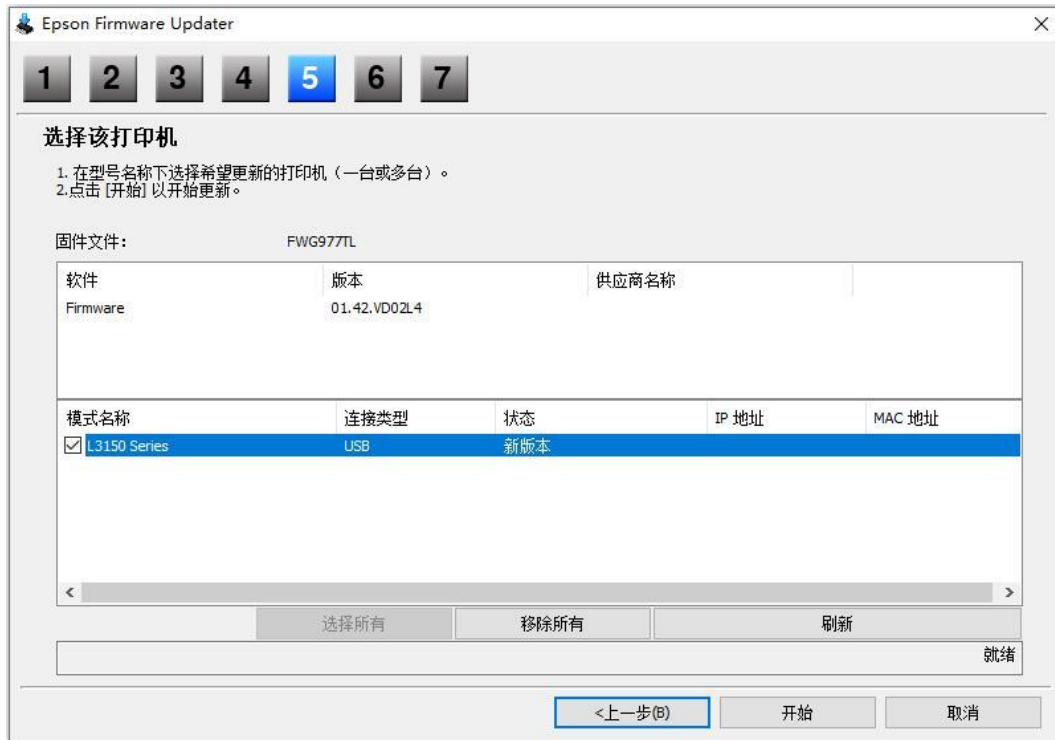 Epson Firmware Updater
1 2 3 4 5 6 7
选择该打印机
1. 在型号名称下选择希望更新的打印机（一台或多台）。
2.点击 [开始] 以开始更新。
固件文件： FWG977TL
软件 版本 供应商名称
Firmware 01.42.VD02L4
模式名称 连接类型 状态 IP 地址 MAC 地址
L3150 Series USB 新版本
选择所有 移除所有 刷新
就绪
<上一步(B) 开始 取消